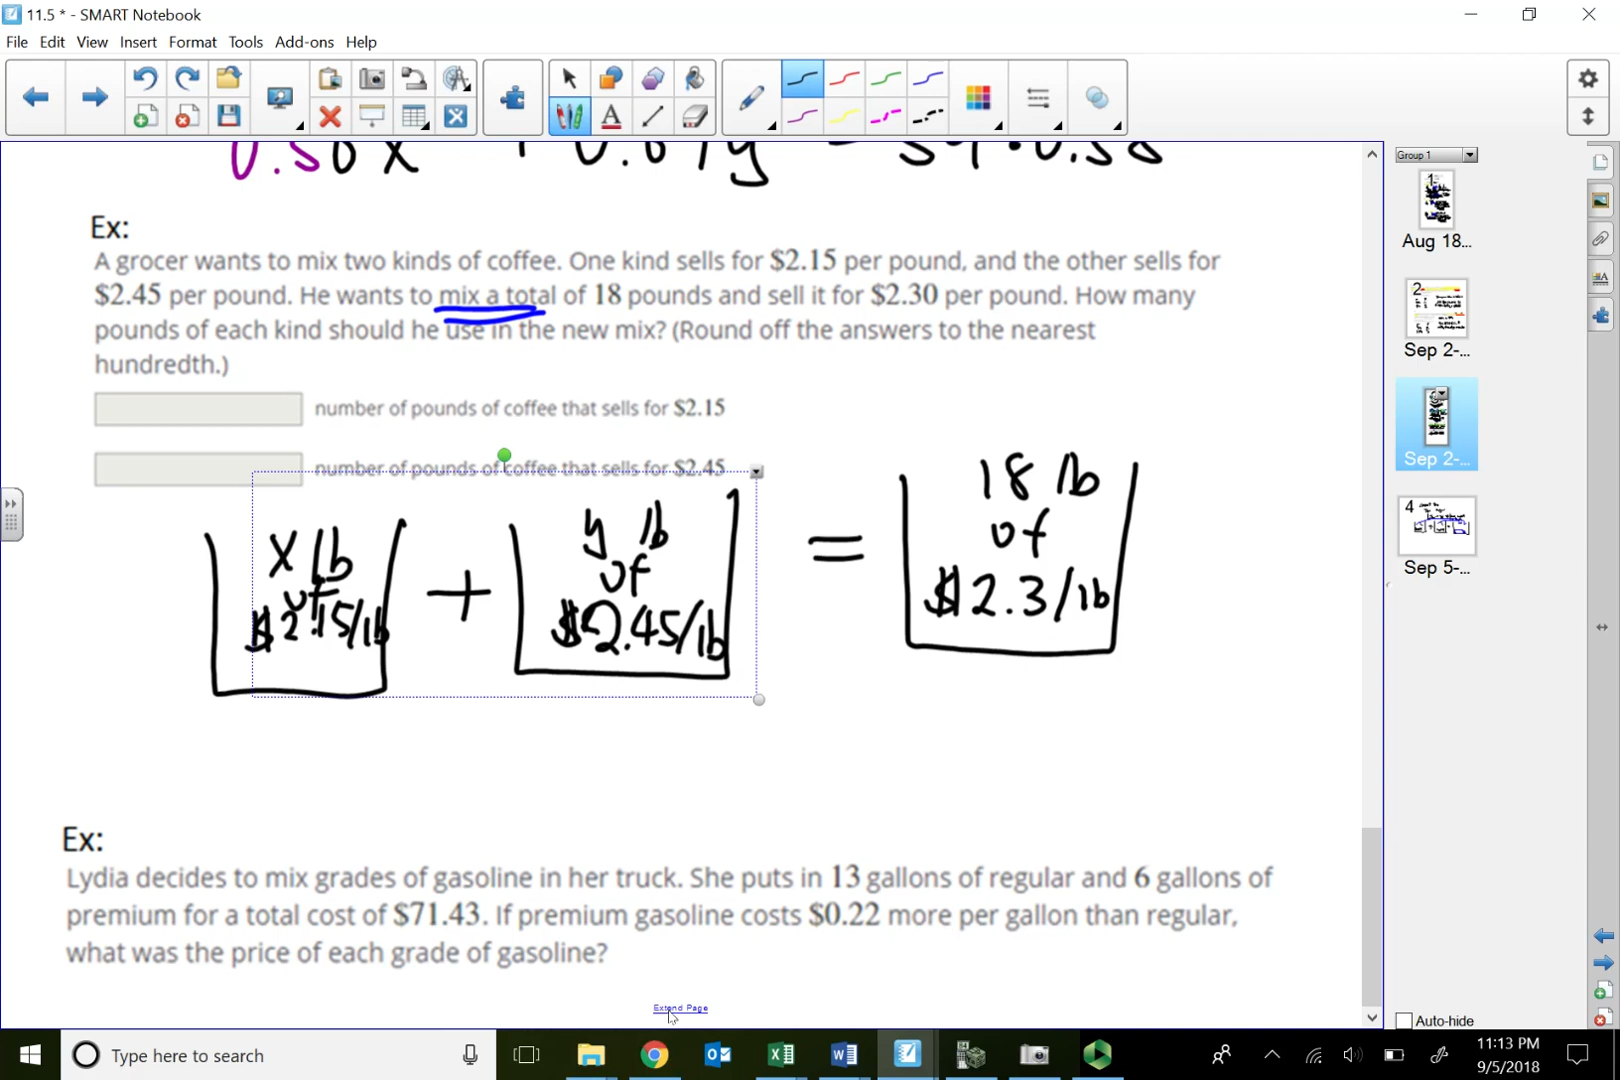 11.5 * - SMART Notebook
File Edit View Insert Format Tools Add-ons Help
Group 1
1
Aug 18...
2
Sep 2-...
Sep 2-...
4
Sep 5-...
Ex:
A grocer wants to mix two kinds of coffee. One kind sells for $2.15 per pound, and the other sells for
$2.45 per pound. He wants to mix a total of 18 pounds and sell it for $2.30 per pound. How many
pounds of each kind should he use in the new mix? (Round off the answers to the nearest
hundredth.)
number of pounds of coffee that sells for $2.15
number of pounds of coffee that sells for $2.45
x lb
of
$2.15/lb
+
y lb
of
$2.45/lb
=
18 lb
of
$2.3/lb
Ex:
Lydia decides to mix grades of gasoline in her truck. She puts in 13 gallons of regular and 6 gallons of
premium for a total cost of $71.43. If premium gasoline costs $0.22 more per gallon than regular,
what was the price of each grade of gasoline?
Extend Page
Auto-hide
Type here to search
11:13 PM
9/5/2018